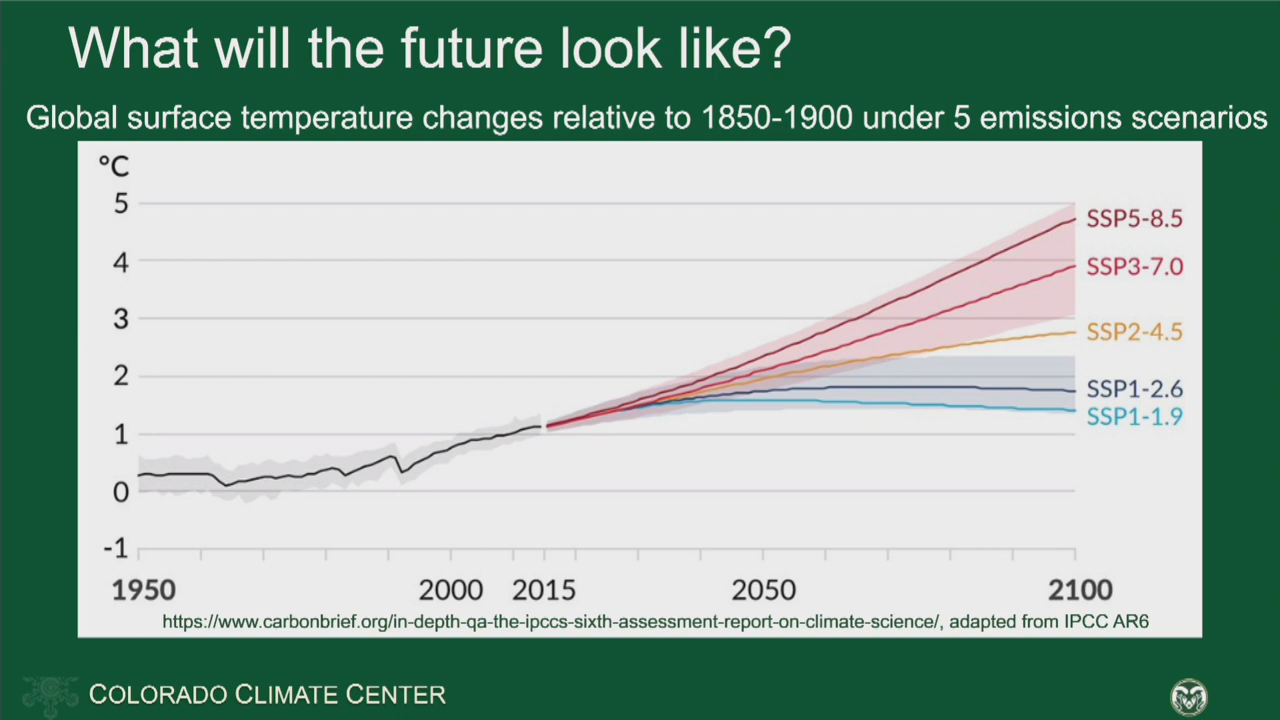 What will the future look like?
Global surface temperature changes relative to 1850-1900 under 5 emissions scenarios
°C
5
4
3
2
1
0
-1
SSP5-8.5
SSP3-7.0
SSP2-4.5
SSP1-2.6
SSP1-1.9
1950 2000 2015 2050 2100
https://www.carbonbrief.org/in-depth-qa-the-ipccs-sixth-assessment-report-on-climate-science/, adapted from IPCC AR6
COLORADO CLIMATE CENTER